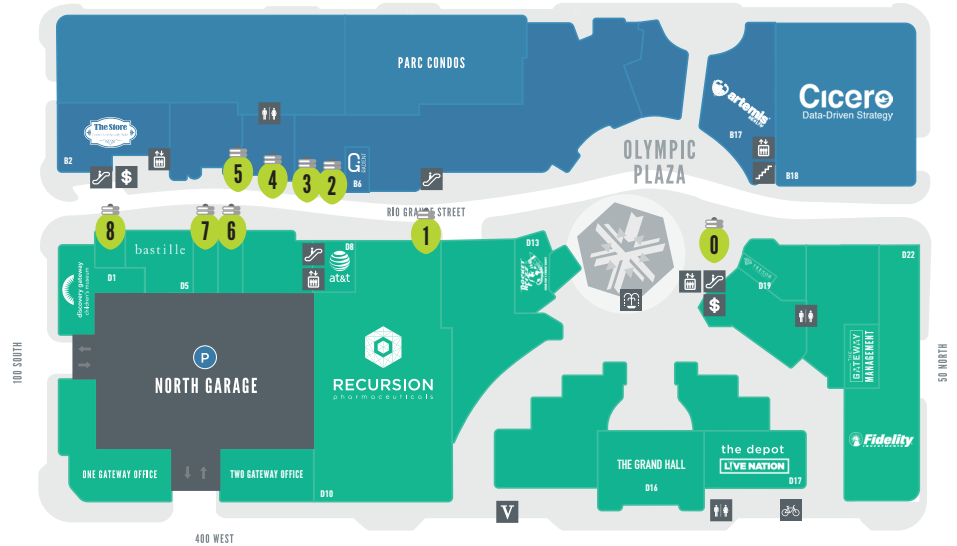 PARC CONDOS
The Store
B2
$
5
4
3
2
B6
artemis
HEALTH
B17
Cicero
Data-Driven Strategy
B18
OLYMPIC
PLAZA
RIO GRANDE STREET
8
7
6
1
0
discovery gateway
children's museum
D1
bastille
D5
D8
at&t
D13
D19
D22
$
P
NORTH GARAGE
RECURSION
pharmaceuticals
THE
GATEWAY
MANAGEMENT
Fidelity
INVESTMENTS
100 SOUTH
50 NORTH
ONE GATEWAY OFFICE
TWO GATEWAY OFFICE
D10
THE GRAND HALL
D16
the depot
LIVE NATION
D17
V
400 WEST